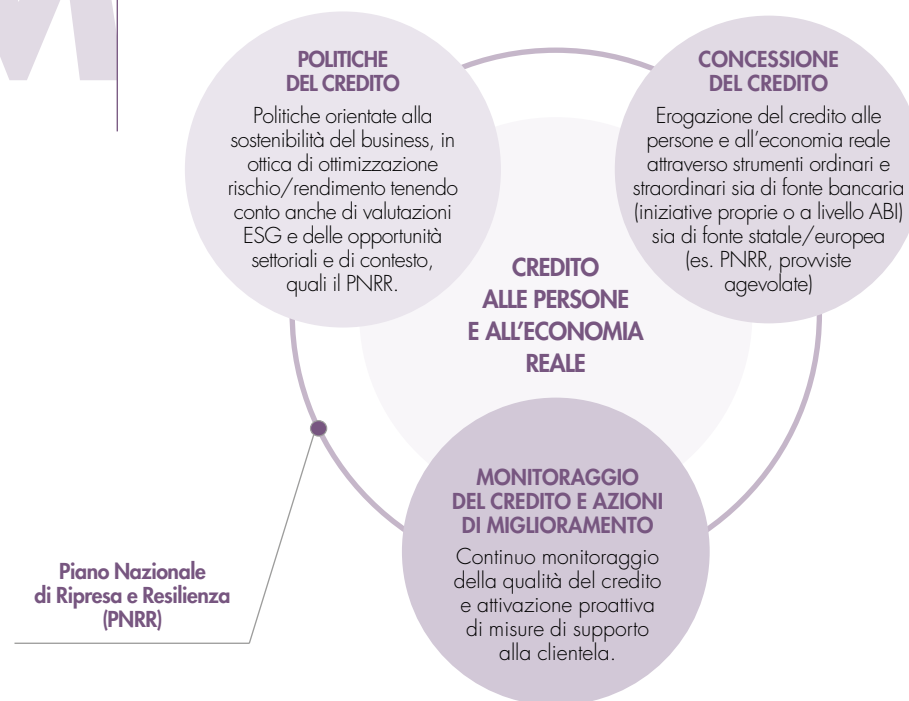 POLITICHE
DEL CREDITO
Politiche orientate alla
sostenibilità del business, in
ottica di ottimizzazione
rischio/rendimento tenendo
conto anche di valutazioni
ESG e delle opportunità
settoriali e di contesto,
quali il PNRR.
CONCESSIONE
DEL CREDITO
Erogazione del credito alle
persone e all'economia reale
attraverso strumenti ordinari e
straordinari sia di fonte bancaria
(iniziative proprie o a livello ABI)
sia di fonte statale/europea
(es. PNRR, provviste
agevolate)
CREDITO
ALLE PERSONE
E ALL'ECONOMIA
REALE
MONITORAGGIO
DEL CREDITO E AZIONI
DI MIGLIORAMENTO
Continuo monitoraggio
della qualità del credito
e attivazione proattiva
di misure di supporto
alla clientela.
Piano Nazionale
di Ripresa e Resilienza
(PNRR)